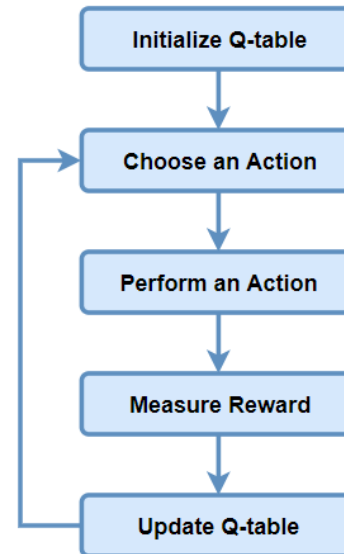 Initialize Q-table
Choose an Action
Perform an Action
Measure Reward
Update Q-table